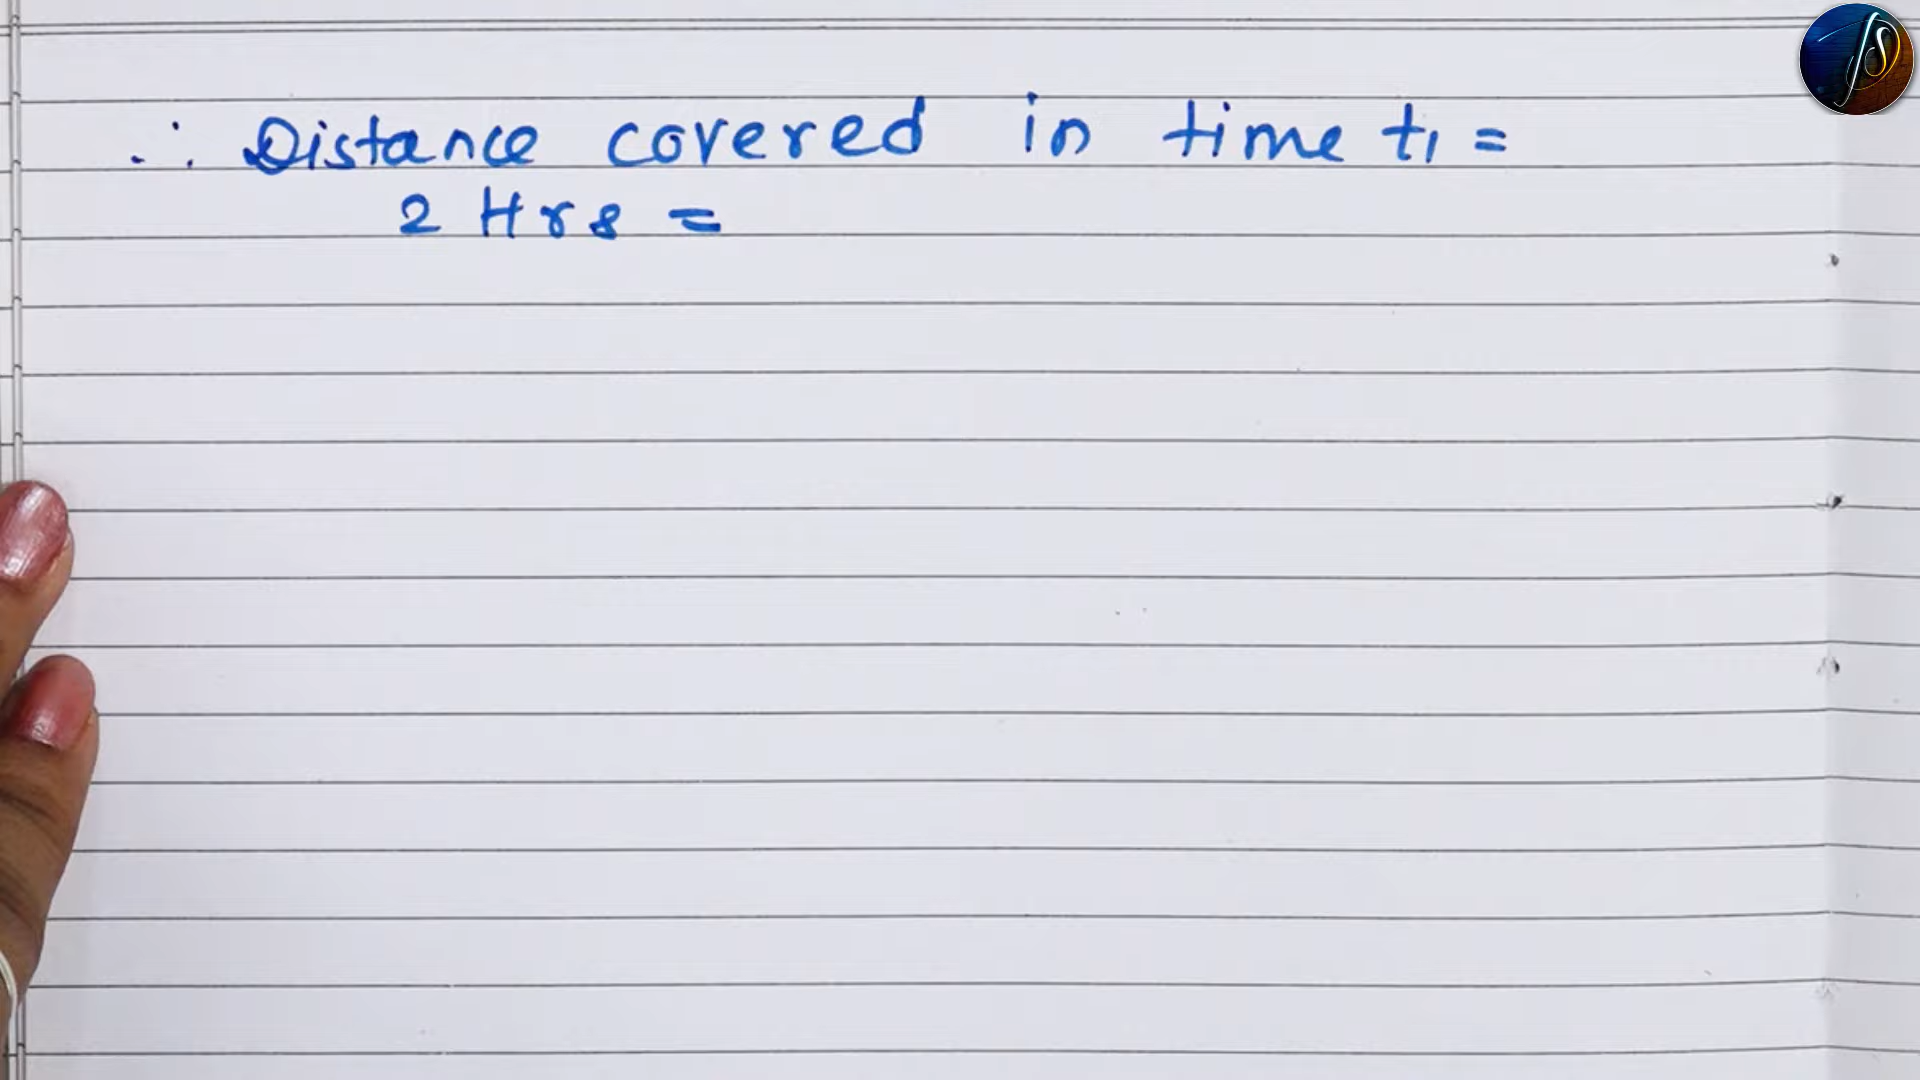 ∴ Distance covered in time t1 =
2 Hrs =